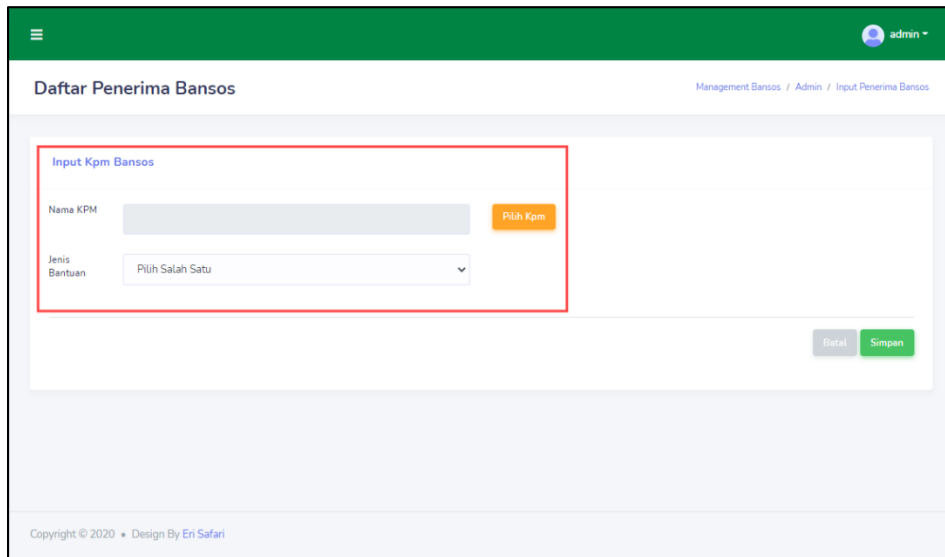 admin
Daftar Penerima Bansos
Management Bansos / Admin / Input Penerima Bansos
Input Kpm Bansos
Nama KPM
Pilih Kpm
Jenis
Bantuan
Pilih Salah Satu
Batal
Simpan
Copyright © 2020 • Design By Eri Safari